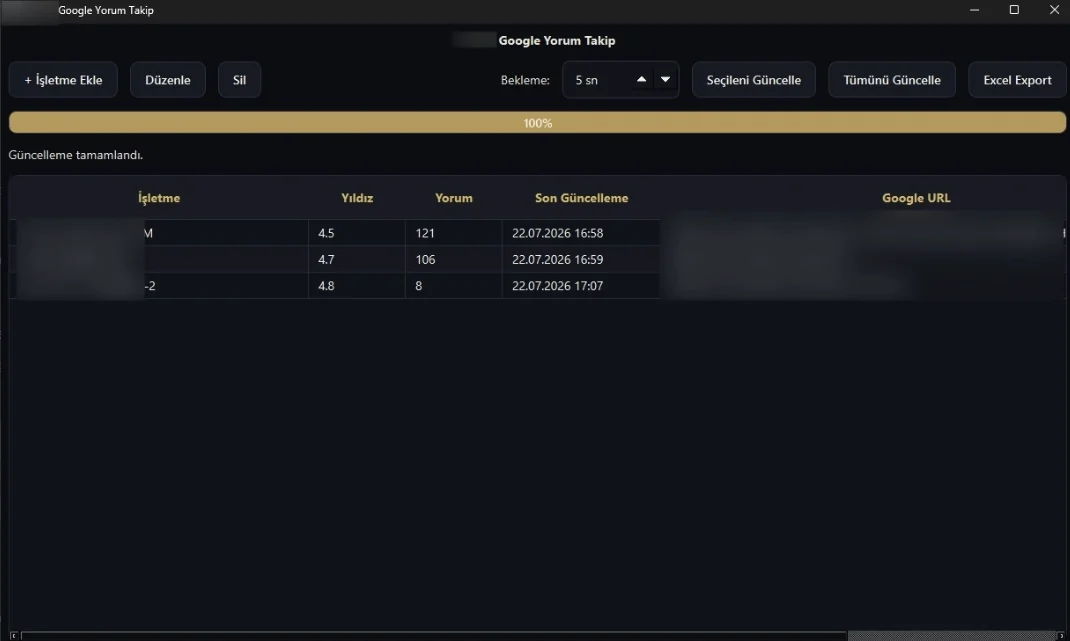 Google Yorum Takip
Google Yorum Takip
+ İşletme Ekle Düzenle Sil Bekleme: 5 sn Seçileni Güncelle Tümünü Güncelle Excel Export
100%
Güncelleme tamamlandı.
İşletme Yıldız Yorum Son Güncelleme Google URL
M 4.5 121 22.07.2026 16:58
4.7 106 22.07.2026 16:59
-2 4.8 8 22.07.2026 17:07